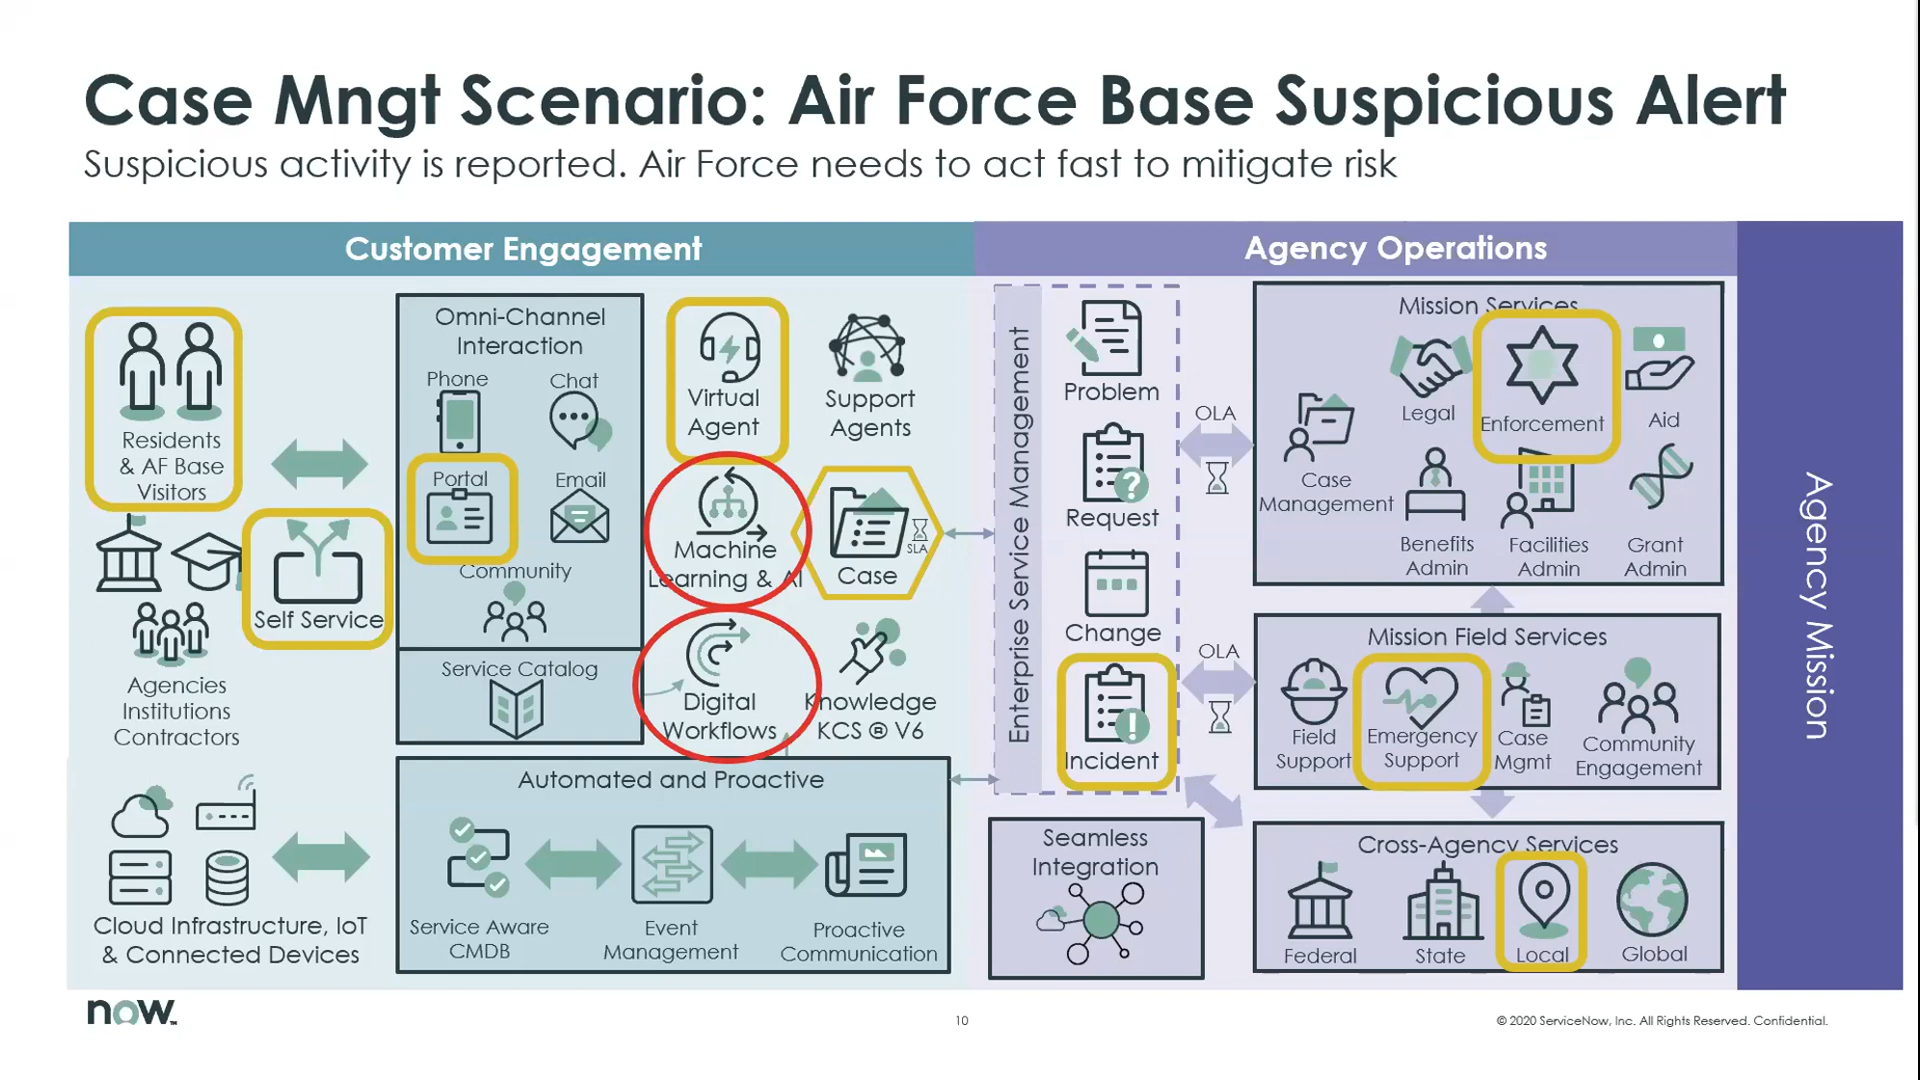 Case Mngt Scenario: Air Force Base Suspicious Alert
Suspicious activity is reported. Air Force needs to act fast to mitigate risk
Customer Engagement
Residents
& AF Base
Visitors
Self Service
Agencies
Institutions
Contractors
Cloud Infrastructure, IoT
& Connected Devices
Omni-Channel
Interaction
Phone
Chat
Portal
Email
Community
Service Catalog
Virtual
Agent
Support
Agents
Machine
Learning & AI
SLA
Case
Digital
Workflows
Knowledge
KCS ® V6
Automated and Proactive
Service Aware
CMDB
Event
Management
Proactive
Communication
Agency Operations
Enterprise Service Management
Problem
Request
Change
Incident
OLA
OLA
Seamless
Integration
Mission Services
Case
Management
Legal
Enforcement
Aid
Benefits
Admin
Facilities
Admin
Grant
Admin
Mission Field Services
Field
Support
Emergency
Support
Case
Mgmt
Community
Engagement
Cross-Agency Services
Federal
State
Local
Global
Agency Mission
now.
10
© 2020 ServiceNow, Inc. All Rights Reserved. Confidential.